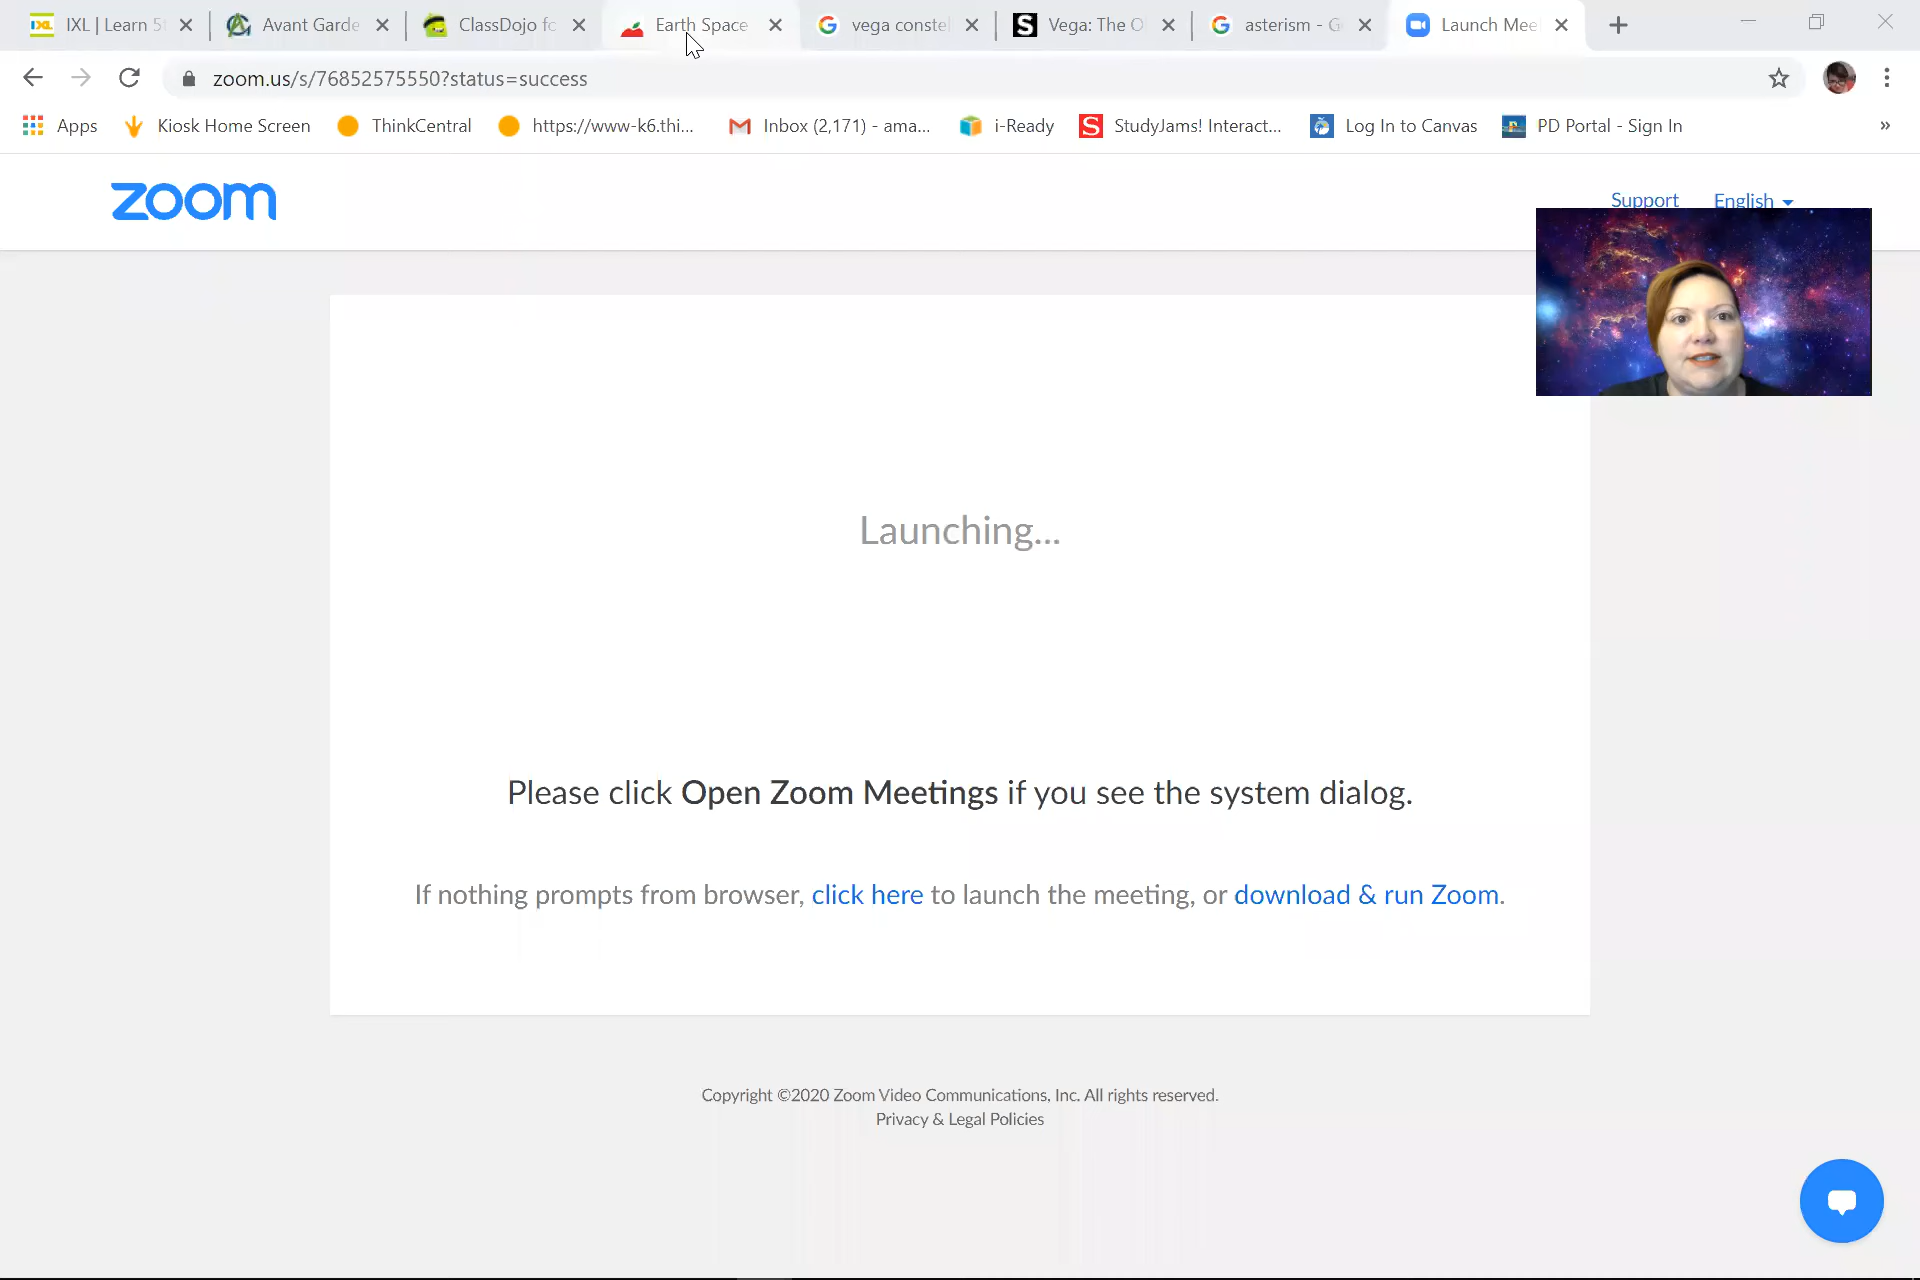 IXL | Learn 5t
Avant Garde
ClassDojo fo
Earth Space
vega constel
Vega: The O
asterism - G
Launch Mee
zoom.us/s/76852575550?status=success
Apps
Kiosk Home Screen
ThinkCentral
https://www-k6.thi...
Inbox (2,171) - ama...
i-Ready
StudyJams! Interact...
Log In to Canvas
PD Portal - Sign In
»
zoom
Support
English
Launching...
Please click Open Zoom Meetings if you see the system dialog.
If nothing prompts from browser, click here to launch the meeting, or download & run Zoom.
Copyright ©2020 Zoom Video Communications, Inc. All rights reserved.
Privacy & Legal Policies